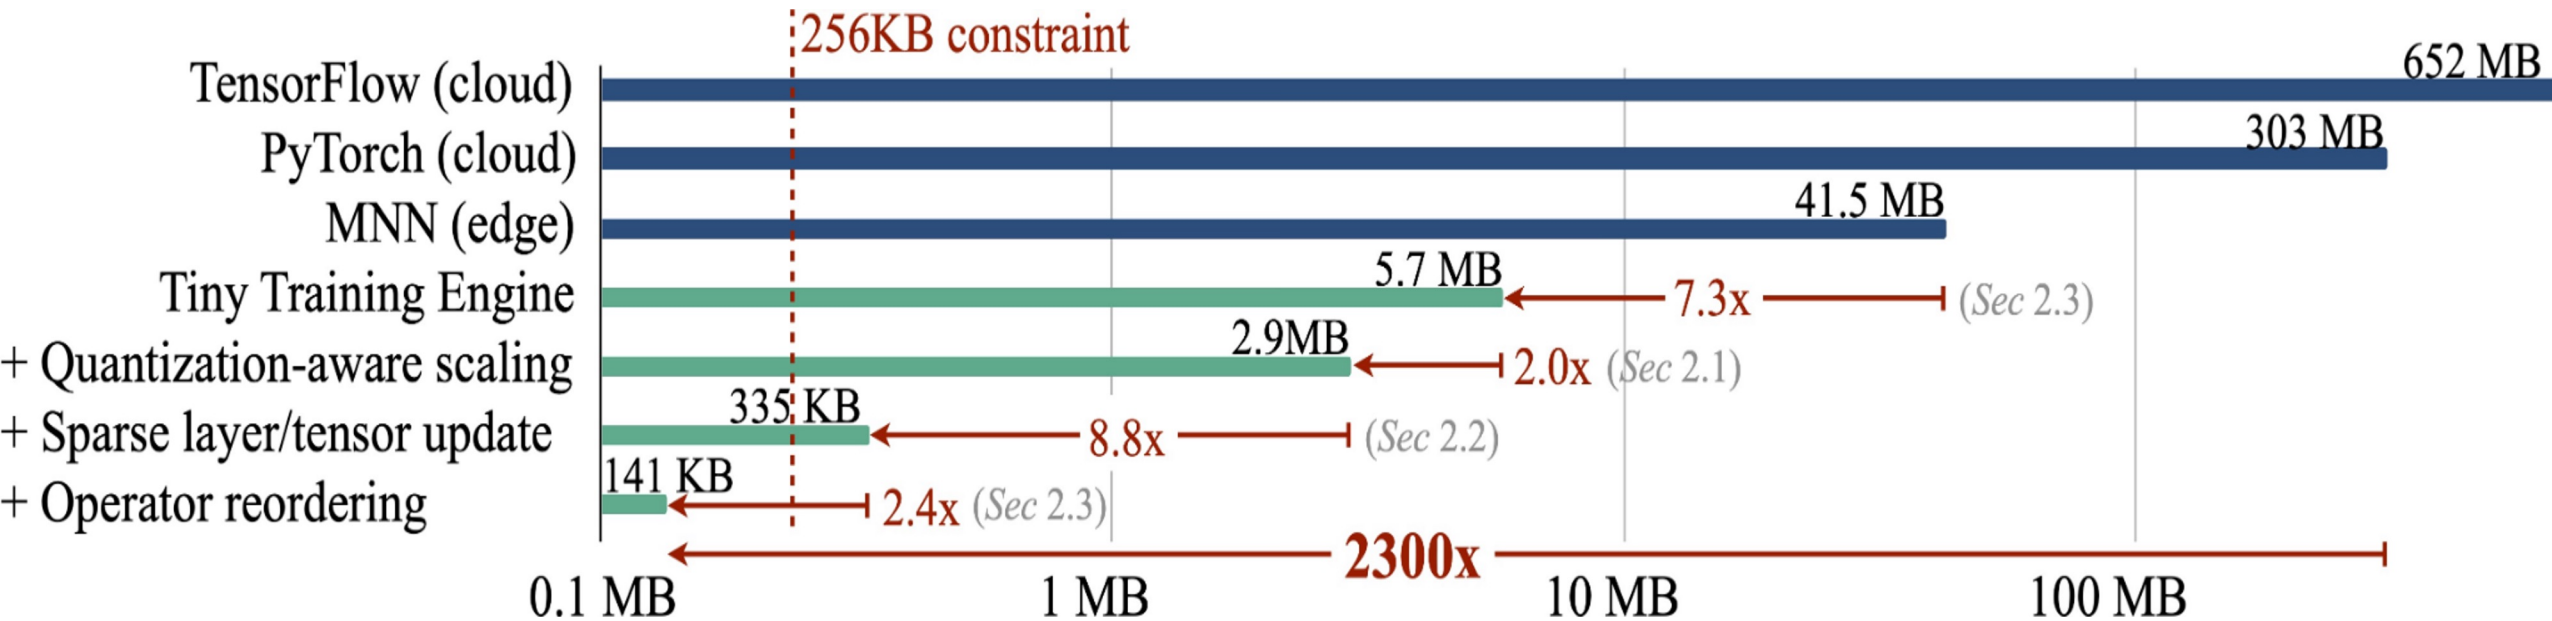 256KB constraint
TensorFlow (cloud) 652 MB
PyTorch (cloud) 303 MB
MNN (edge) 41.5 MB
Tiny Training Engine 5.7 MB 7.3x (Sec 2.3)
+ Quantization-aware scaling 2.9MB 2.0x (Sec 2.1)
+ Sparse layer/tensor update 335 KB 8.8x (Sec 2.2)
+ Operator reordering 141 KB 2.4x (Sec 2.3)
2300x
0.1 MB 1 MB 10 MB 100 MB